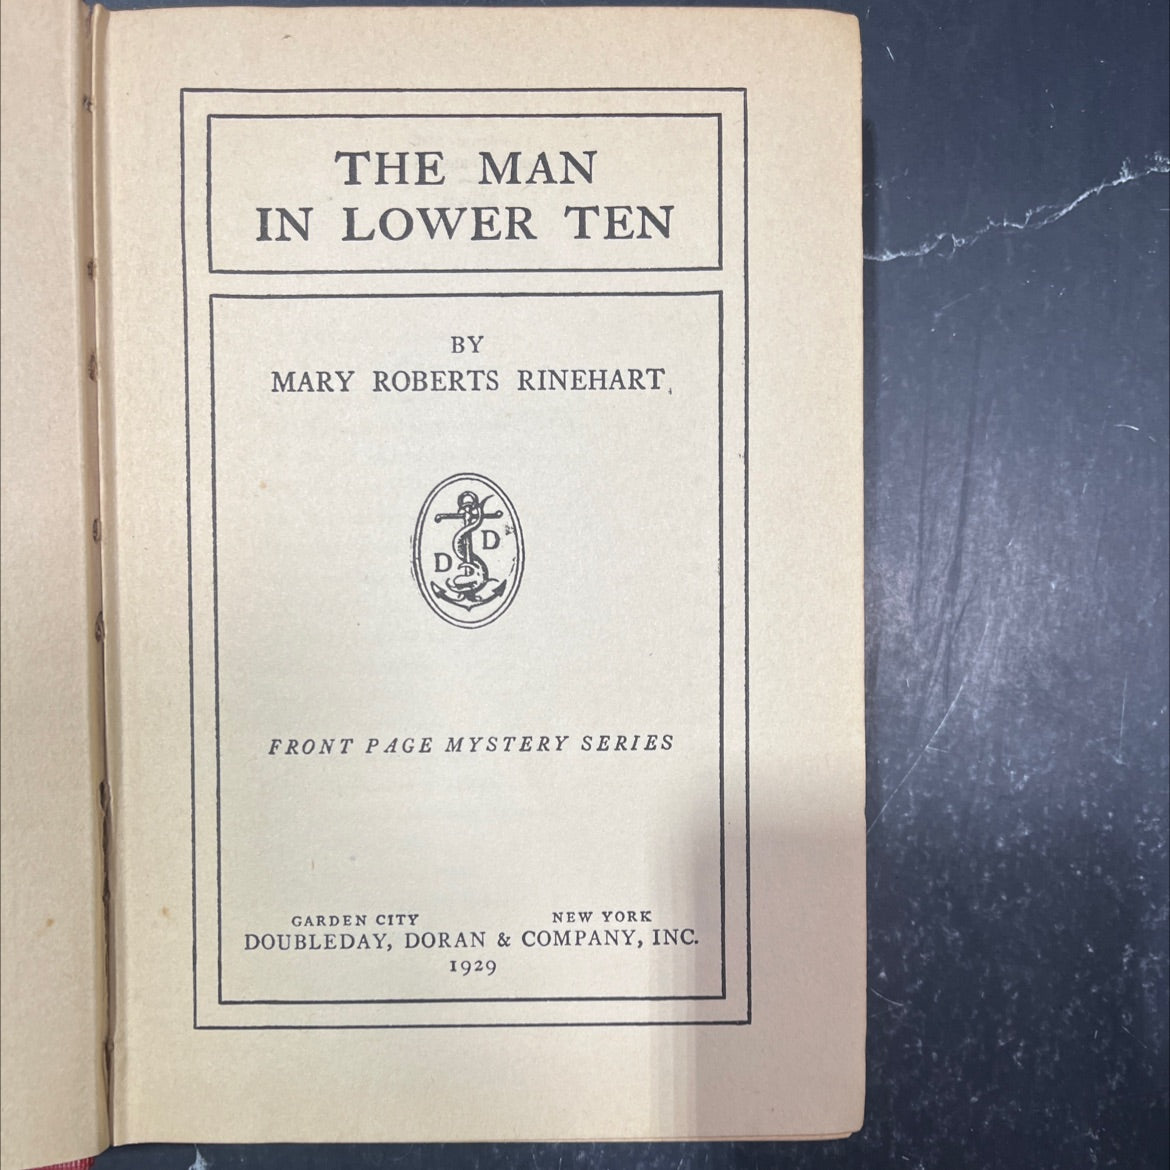 THE MAN
IN LOWER TEN
BY
MARY ROBERTS RINEHART
D D
D
FRONT PAGE MYSTERY SERIES
GARDEN CITY NEW YORK
DOUBLEDAY, DORAN & COMPANY, INC.
1929